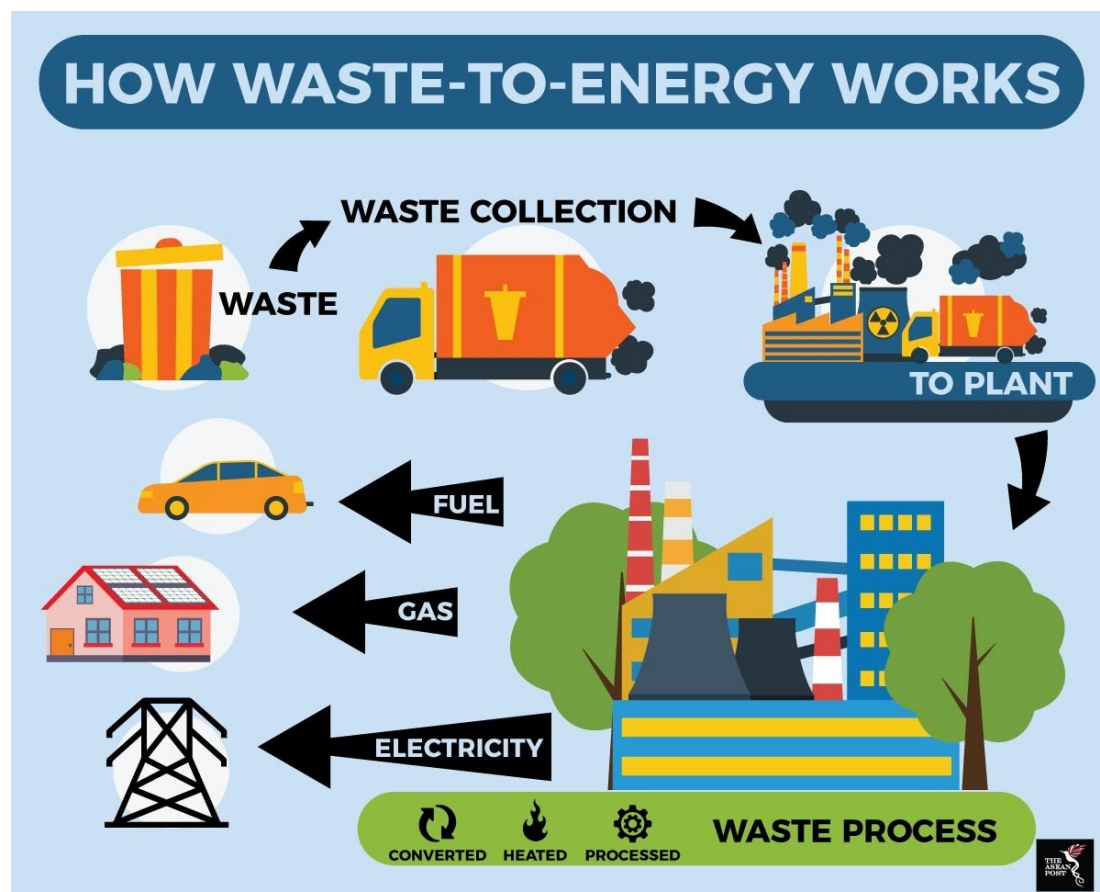 HOW WASTE-TO-ENERGY WORKS
WASTE
WASTE COLLECTION
TO PLANT
FUEL
GAS
ELECTRICITY
CONVERTED HEATED PROCESSED
WASTE PROCESS
THE
ASEAN
POST